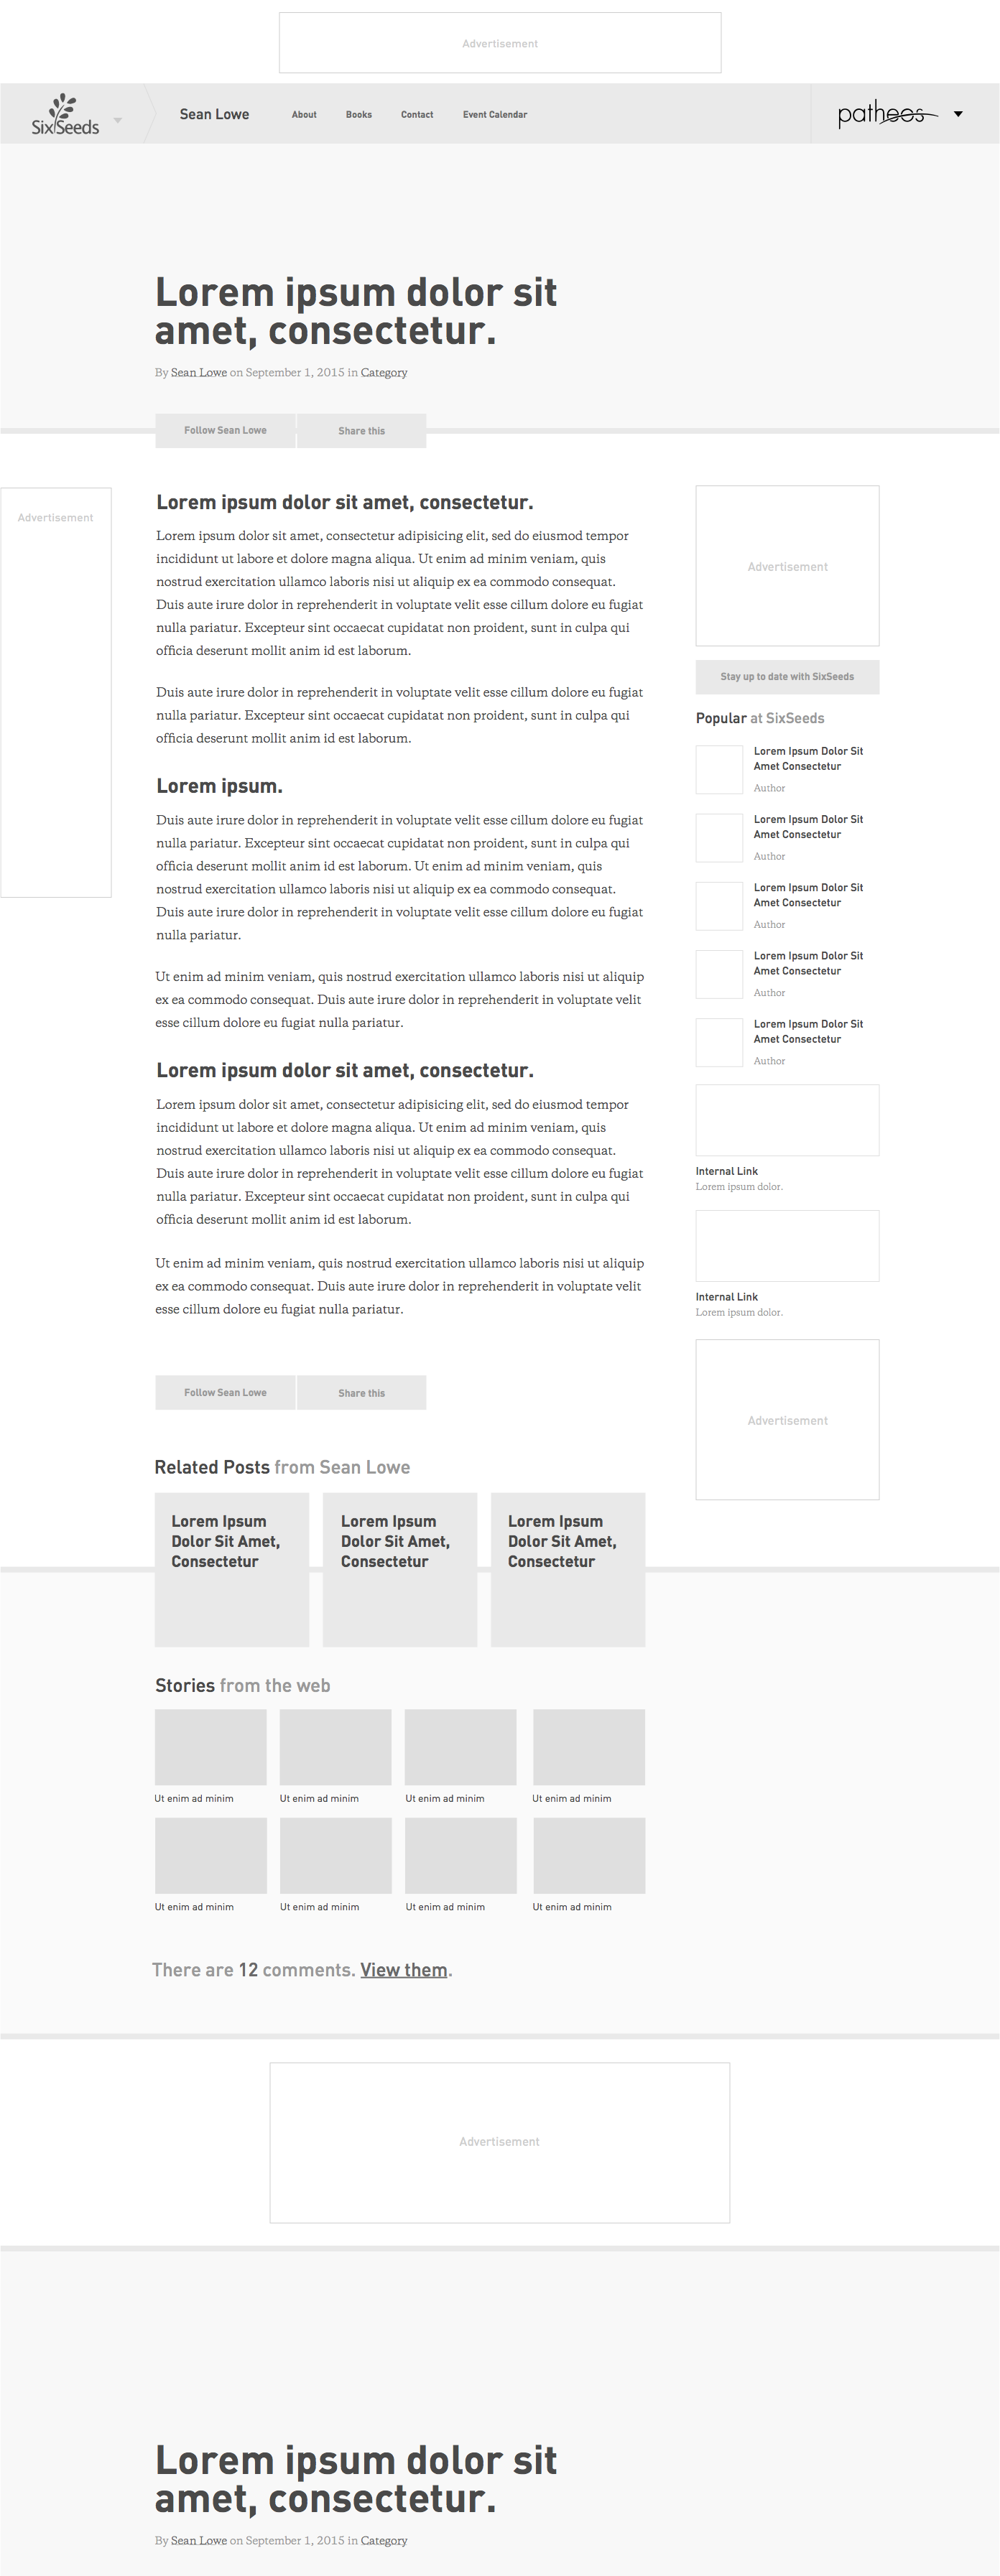 Advertisement
SixSeeds
Sean Lowe
About
Books
Contact
Event Calendar
patheos
Lorem ipsum dolor sit
amet, consectetur.
By Sean Lowe on September 1, 2015 in Category
Follow Sean Lowe
Share this
Advertisement
Lorem ipsum dolor sit amet, consectetur.
Lorem ipsum dolor sit amet, consectetur adipisicing elit, sed do eiusmod tempor
incididunt ut labore et dolore magna aliqua. Ut enim ad minim veniam, quis
nostrud exercitation ullamco laboris nisi ut aliquip ex ea commodo consequat.
Duis aute irure dolor in reprehenderit in voluptate velit esse cillum dolore eu fugiat
nulla pariatur. Excepteur sint occaecat cupidatat non proident, sunt in culpa qui
officia deserunt mollit anim id est laborum.
Duis aute irure dolor in reprehenderit in voluptate velit esse cillum dolore eu fugiat
nulla pariatur. Excepteur sint occaecat cupidatat non proident, sunt in culpa qui
officia deserunt mollit anim id est laborum.
Lorem ipsum.
Duis aute irure dolor in reprehenderit in voluptate velit esse cillum dolore eu fugiat
nulla pariatur. Excepteur sint occaecat cupidatat non proident, sunt in culpa qui
officia deserunt mollit anim id est laborum. Ut enim ad minim veniam, quis
nostrud exercitation ullamco laboris nisi ut aliquip ex ea commodo consequat.
Duis aute irure dolor in reprehenderit in voluptate velit esse cillum dolore eu fugiat
nulla pariatur.
Ut enim ad minim veniam, quis nostrud exercitation ullamco laboris nisi ut aliquip
ex ea commodo consequat. Duis aute irure dolor in reprehenderit in voluptate velit
esse cillum dolore eu fugiat nulla pariatur.
Lorem ipsum dolor sit amet, consectetur.
Lorem ipsum dolor sit amet, consectetur adipisicing elit, sed do eiusmod tempor
incididunt ut labore et dolore magna aliqua. Ut enim ad minim veniam, quis
nostrud exercitation ullamco laboris nisi ut aliquip ex ea commodo consequat.
Duis aute irure dolor in reprehenderit in voluptate velit esse cillum dolore eu fugiat
nulla pariatur. Excepteur sint occaecat cupidatat non proident, sunt in culpa qui
officia deserunt mollit anim id est laborum.
Ut enim ad minim veniam, quis nostrud exercitation ullamco laboris nisi ut aliquip
ex ea commodo consequat. Duis aute irure dolor in reprehenderit in voluptate velit
esse cillum dolore eu fugiat nulla pariatur.
Follow Sean Lowe
Share this
Advertisement
Stay up to date with SixSeeds
Popular at SixSeeds
Lorem Ipsum Dolor Sit
Amet Consectetur
Author
Lorem Ipsum Dolor Sit
Amet Consectetur
Author
Lorem Ipsum Dolor Sit
Amet Consectetur
Author
Lorem Ipsum Dolor Sit
Amet Consectetur
Author
Lorem Ipsum Dolor Sit
Amet Consectetur
Author
Internal Link
Lorem ipsum dolor.
Internal Link
Lorem ipsum dolor.
Advertisement
Related Posts from Sean Lowe
Lorem Ipsum
Dolor Sit Amet,
Consectetur
Lorem Ipsum
Dolor Sit Amet,
Consectetur
Lorem Ipsum
Dolor Sit Amet,
Consectetur
Stories from the web
Ut enim ad minim
Ut enim ad minim
Ut enim ad minim
Ut enim ad minim
Ut enim ad minim
Ut enim ad minim
Ut enim ad minim
Ut enim ad minim
There are 12 comments. View them.
Advertisement
Lorem ipsum dolor sit
amet, consectetur.
By Sean Lowe on September 1, 2015 in Category